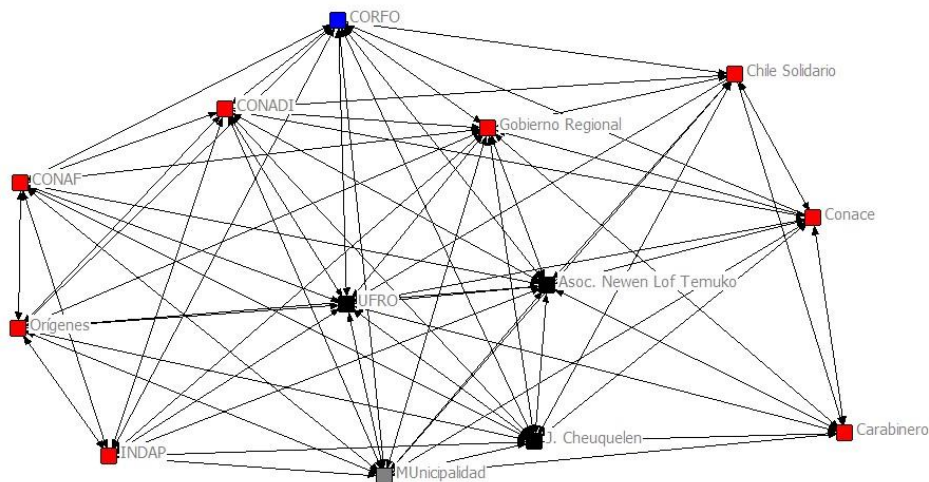 CORFO
Chile Solidario
CONADI
Gobierno Regional
CONAF
Conace
Asoc. Newen Lof Temuko
UFRO
Orígenes
Carabinero
J. Cheuquelen
INDAP
MUnicipalidad